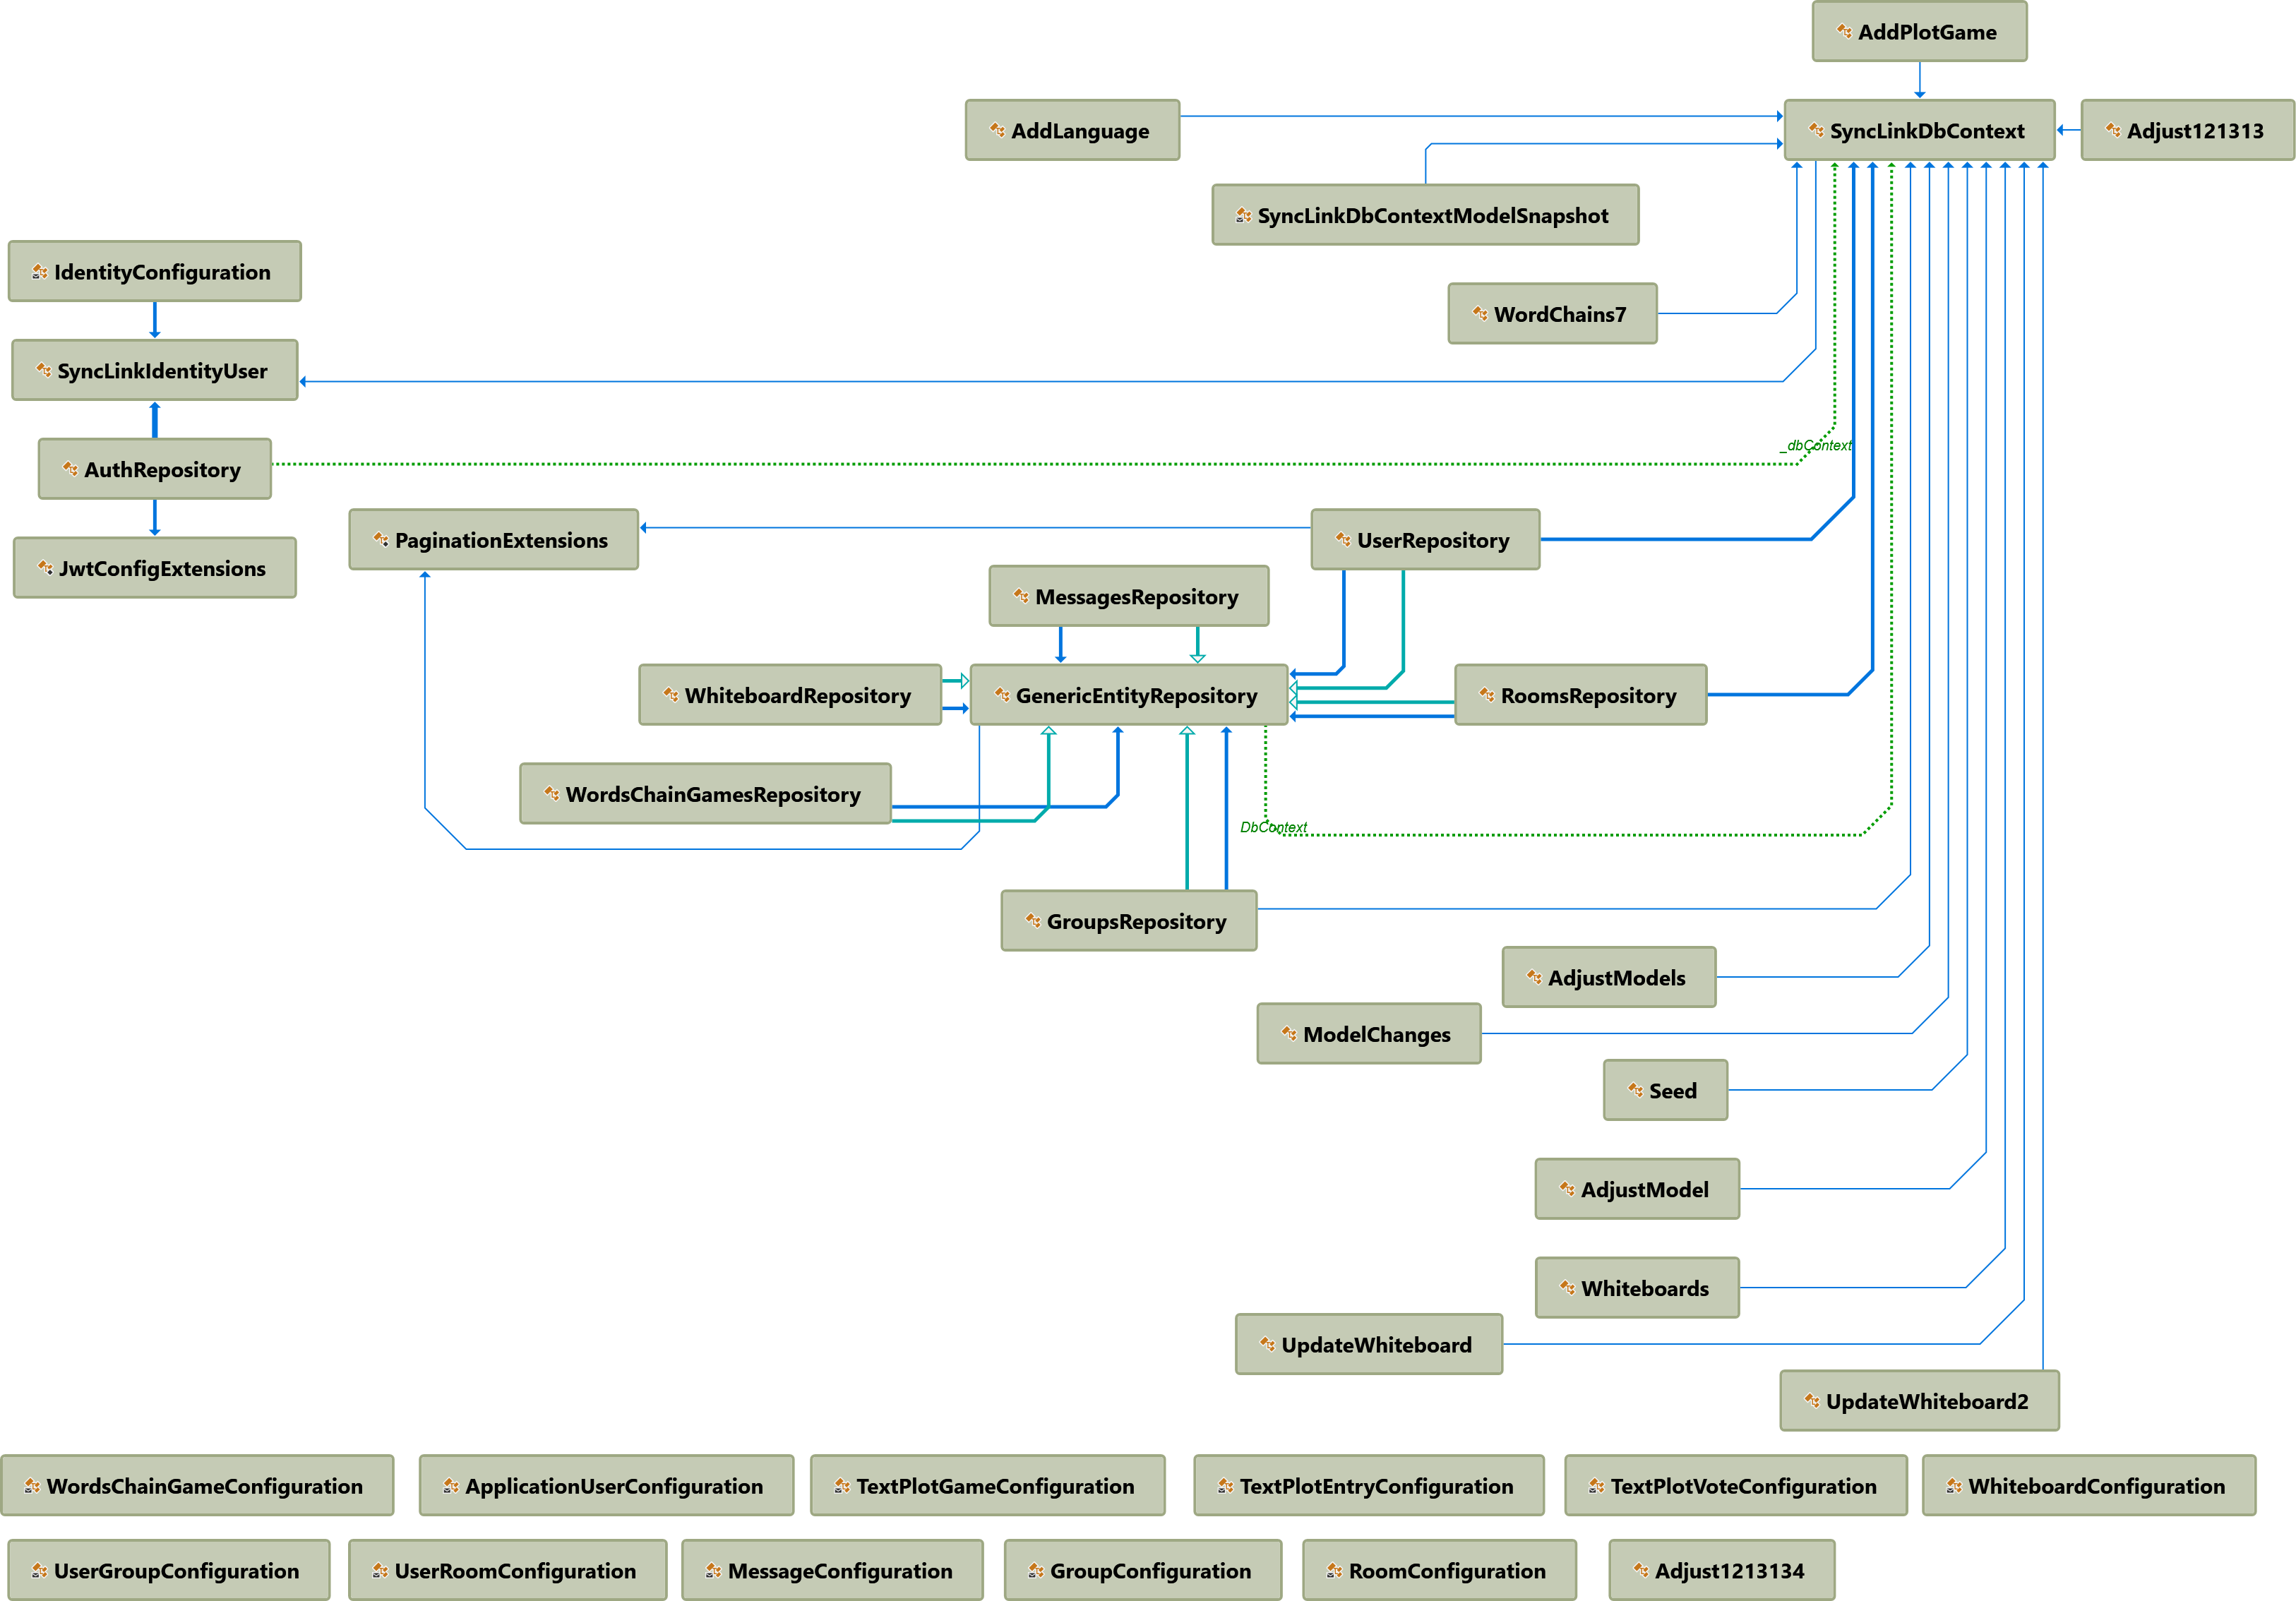 AddPlotGame
AddLanguage
SyncLinkDbContext
Adjust121313
SyncLinkDbContextModelSnapshot
IdentityConfiguration
WordChains7
SyncLinkIdentityUser
_dbContext
AuthRepository
PaginationExtensions
UserRepository
JwtConfigExtensions
MessagesRepository
WhiteboardRepository
GenericEntityRepository
RoomsRepository
WordsChainGamesRepository
DbContext
GroupsRepository
AdjustModels
ModelChanges
Seed
AdjustModel
Whiteboards
UpdateWhiteboard
UpdateWhiteboard2
WordsChainGameConfiguration
ApplicationUserConfiguration
TextPlotGameConfiguration
TextPlotEntryConfiguration
TextPlotVoteConfiguration
WhiteboardConfiguration
UserGroupConfiguration
UserRoomConfiguration
MessageConfiguration
GroupConfiguration
RoomConfiguration
Adjust1213134